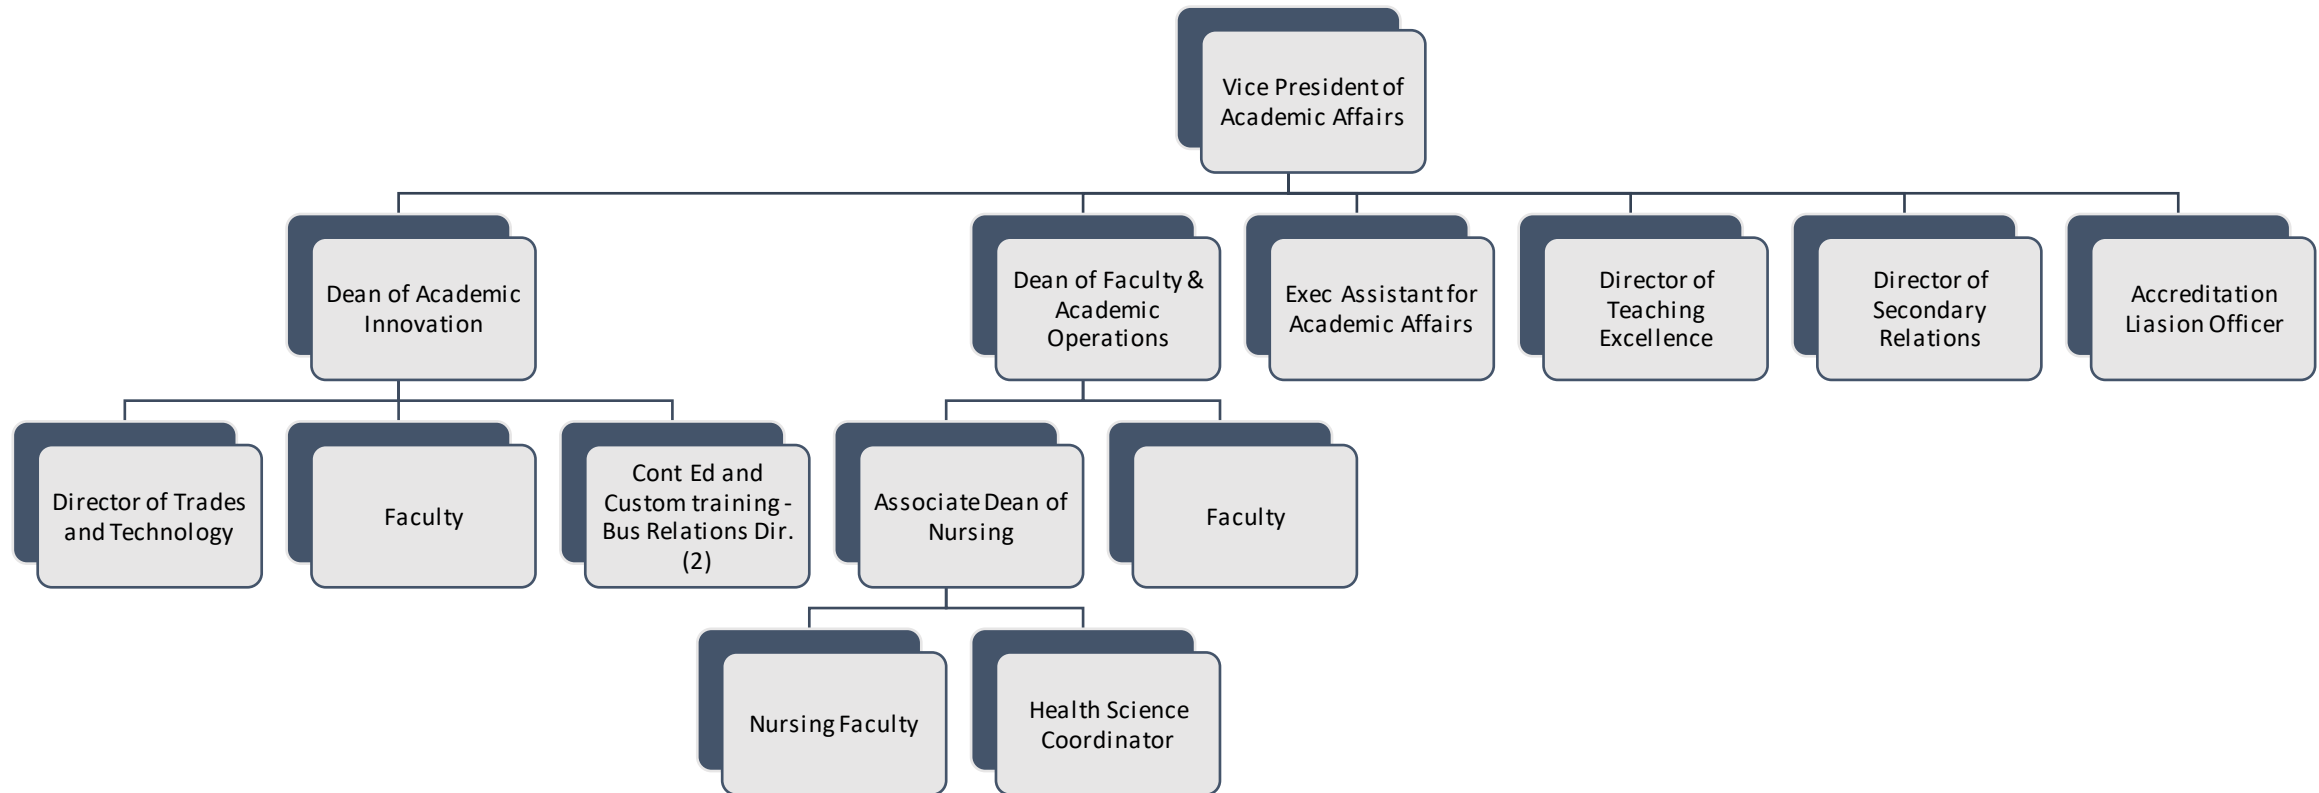 Vice President of
Academic Affairs
Dean of Academic
Innovation
Dean of Faculty &
Academic
Operations
Exec Assistant for
Academic Affairs
Director of
Teaching
Excellence
Director of
Secondary
Relations
Accreditation
Liasion Officer
Director of Trades
and Technology
Faculty
Cont Ed and
Custom training -
Bus Relations Dir.
(2)
Associate Dean of
Nursing
Faculty
Nursing Faculty
Health Science
Coordinator